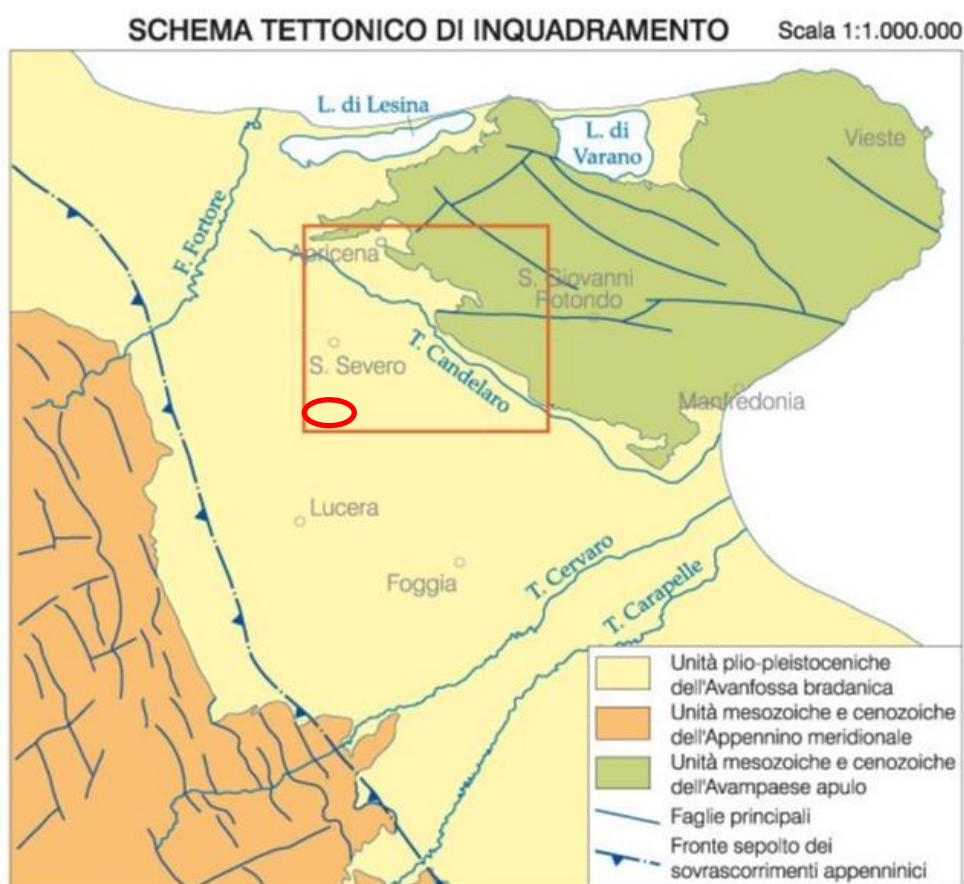 SCHEMA TETTONICO DI INQUADRAMENTO Scala 1:1.000.000
L. di Lesina
L. di
Varano
Vieste
F. Fortore
Apricena
S. Giovanni
Rotondo
S. Severo
T. Candelaro
Manfredonia
Lucera
Foggia
T. Cervaro
T. Carapelle
Unità plio-pleistoceniche
dell'Avanfossa bradanica
Unità mesozoiche e cenozoiche
dell'Appennino meridionale
Unità mesozoiche e cenozoiche
dell'Avampaese apulo
Faglie principali
Fronte sepolto dei
sovrascorrimenti appenninici